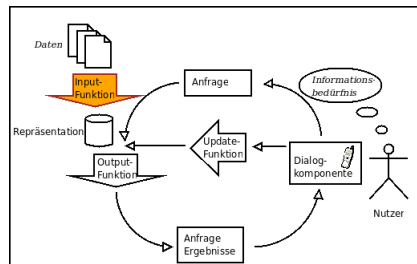 Daten
Input-
Funktion
Anfrage
Informations-
bedürfnis
Repräsentation
Update-
Funktion
Output-
Funktion
Dialog-
komponente
Nutzer
Anfrage
Ergebnisse